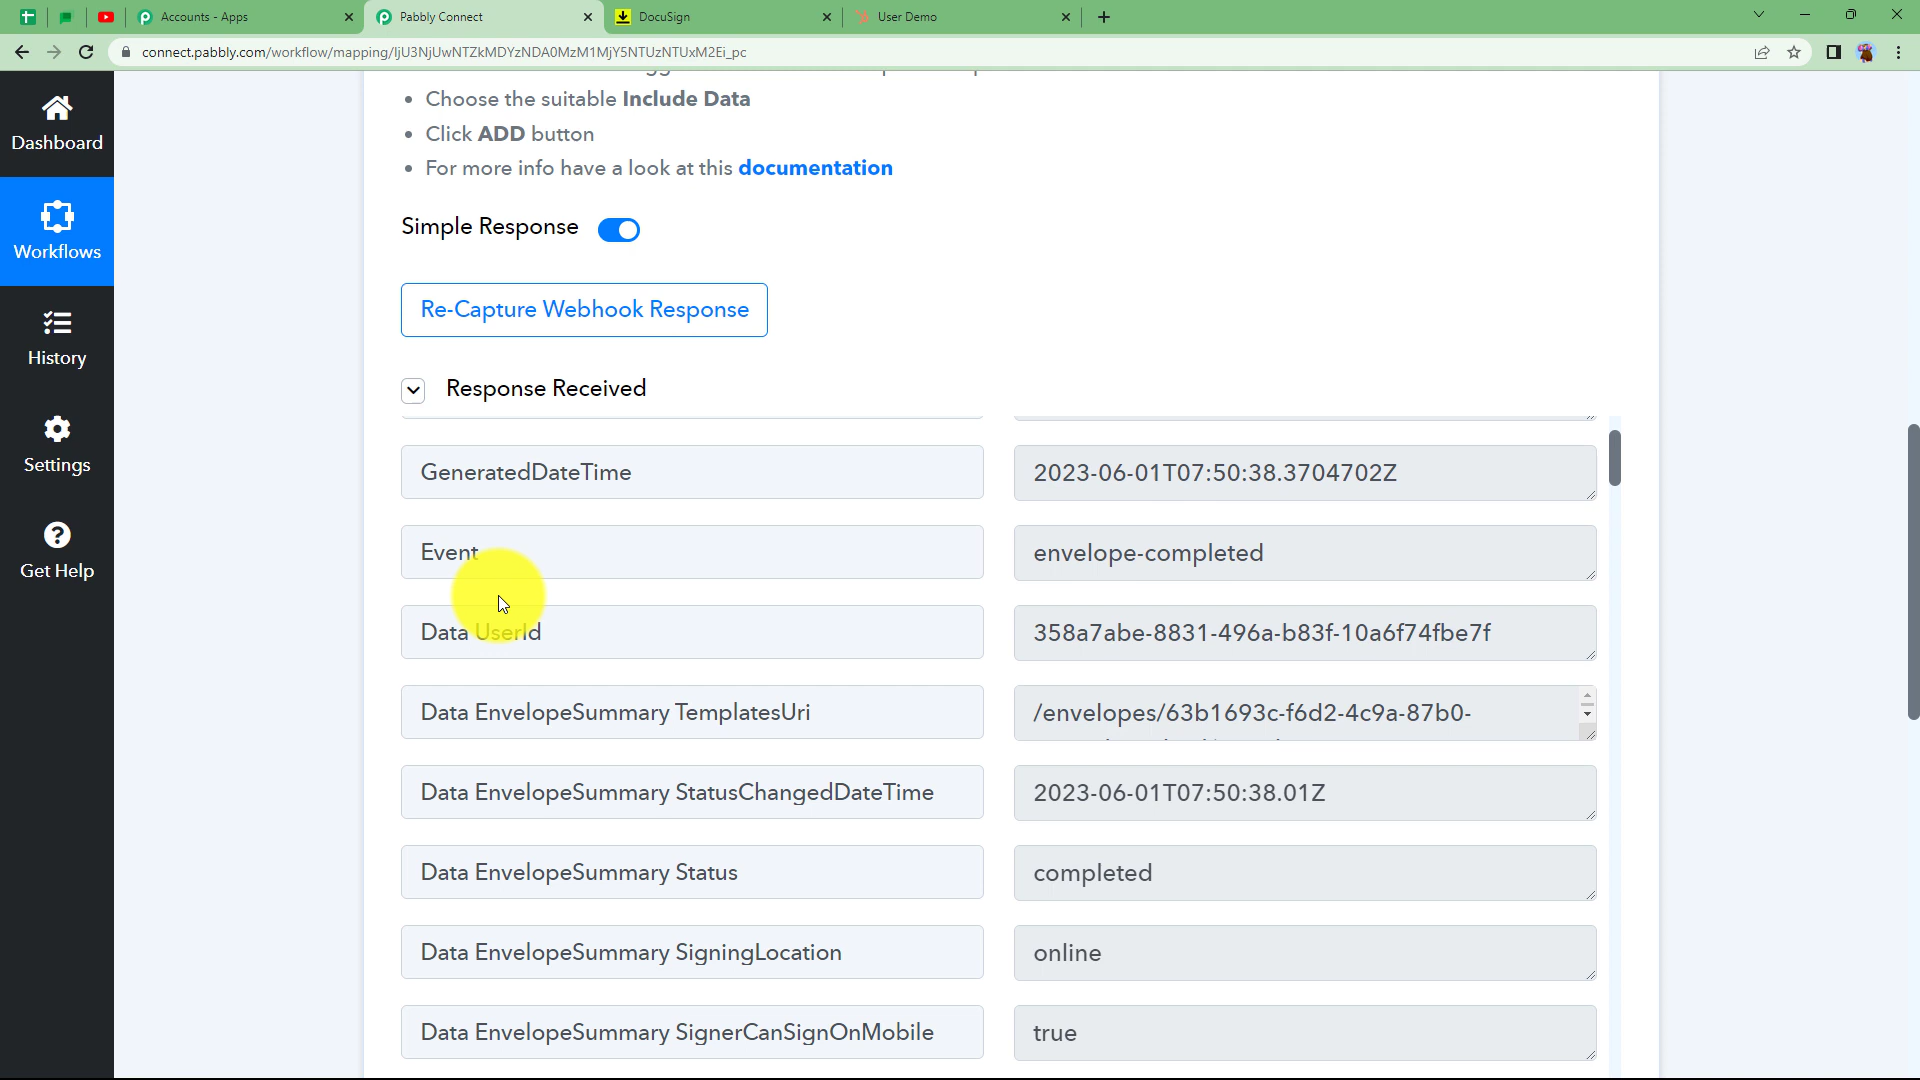 Accounts - Apps
Pabbly Connect
DocuSign
User Demo
connect.pabbly.com/workflow/mapping/IjU3NjUwNTZkMDYzNDA0MzM1MjY5NTUzNTUxM2Ei_pc
Dashboard
Workflows
History
Settings
Get Help
Choose the suitable Include Data
Click ADD button
For more info have a look at this documentation
Simple Response
Re-Capture Webhook Response
Response Received
GeneratedDateTime
2023-06-01T07:50:38.3704702Z
Event
envelope-completed
Data UserId
358a7abe-8831-496a-b83f-10a6f74fbe7f
Data EnvelopeSummary TemplatesUri
/envelopes/63b1693c-f6d2-4c9a-87b0-
Data EnvelopeSummary StatusChangedDateTime
2023-06-01T07:50:38.01Z
Data EnvelopeSummary Status
completed
Data EnvelopeSummary SigningLocation
online
Data EnvelopeSummary SignerCanSignOnMobile
true